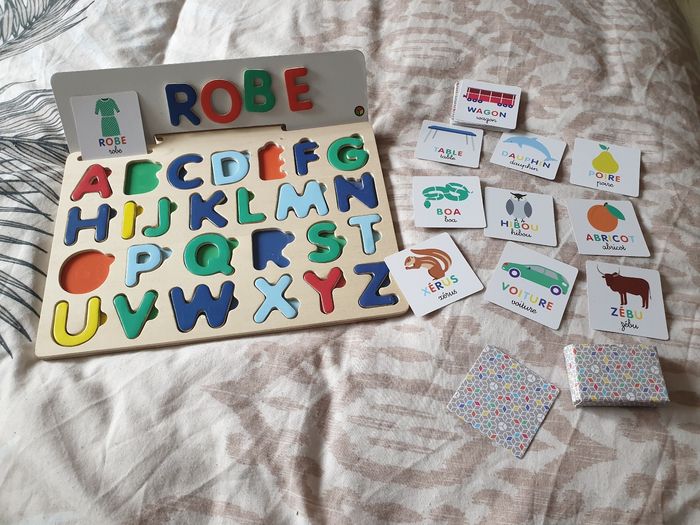 ROBE
ROBE
robe
A C D F G
H I J K L M N
P Q S T
U V W X Y Z
WAGON
wagon
TABLE
table
DAUPHIN
dauphin
POIRE
poire
BOA
boa
HIBOU
hibou
ABRICOT
abricot
XÉRUS
xérus
VOITURE
voiture
ZÉBU
zébu